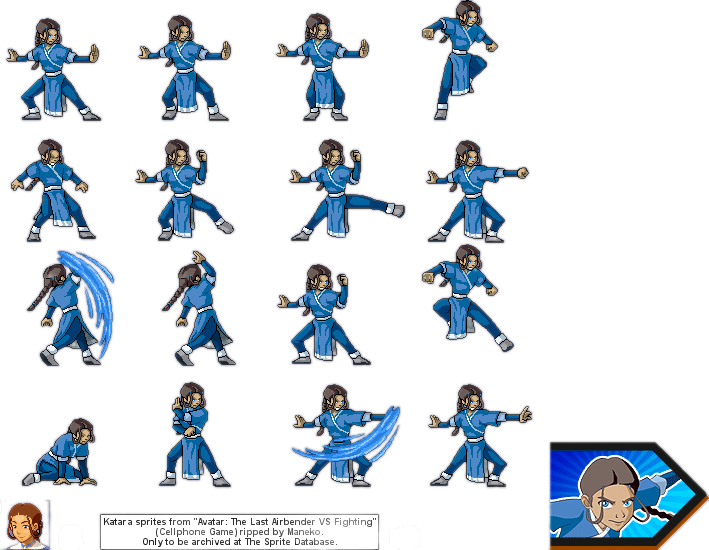 Katara sprites from "Avatar: The Last Airbender VS Fighting"
(Cellphone Game) ripped by Maneko.
Only to be archived at The Sprite Database.